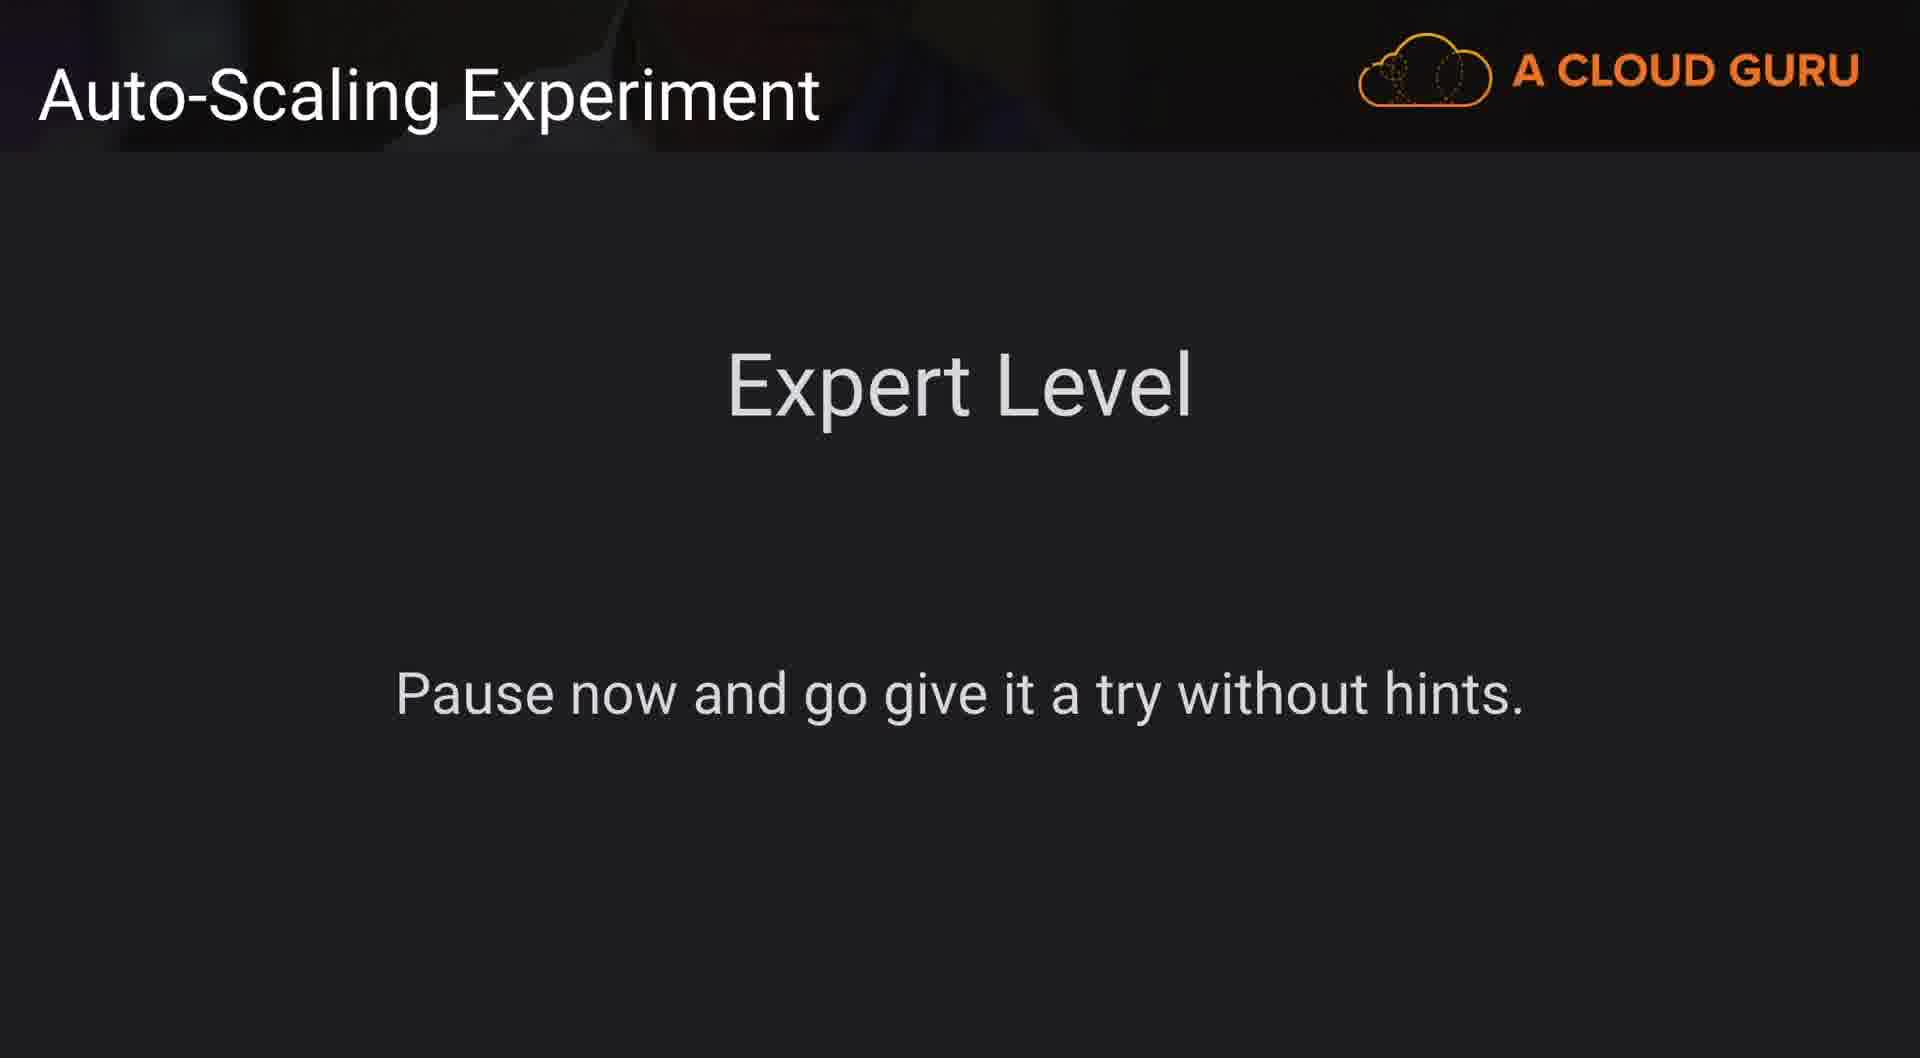 Auto-Scaling Experiment
A CLOUD GURU
Expert Level
Pause now and go give it a try without hints.